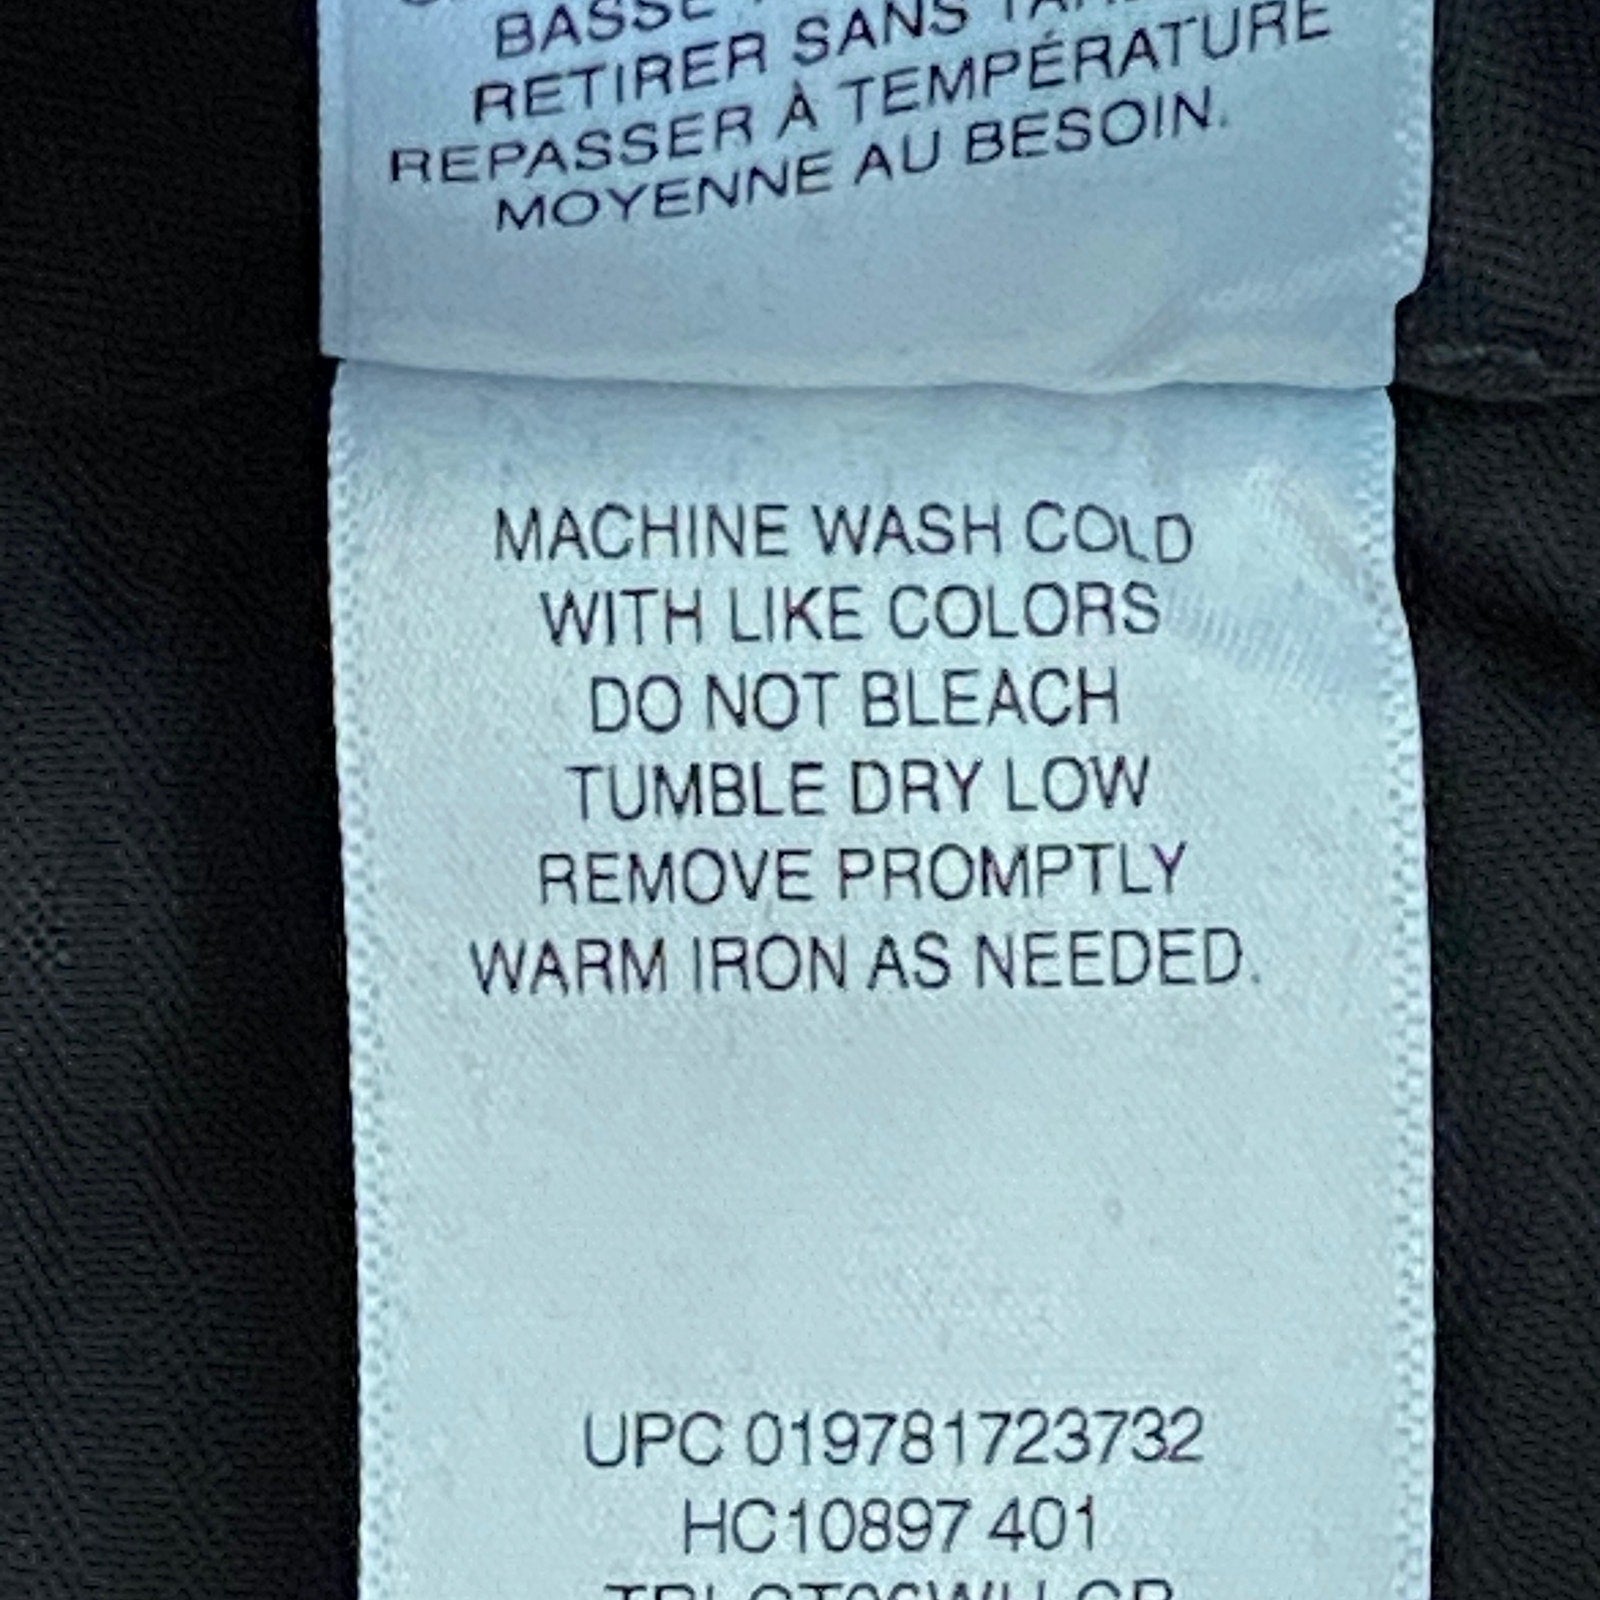 BASSE
RETIRER SANS
REPASSER À TEMPÉRATURE
MOYENNE AU BESOIN.
MACHINE WASH COLD
WITH LIKE COLORS
DO NOT BLEACH
TUMBLE DRY LOW
REMOVE PROMPTLY
WARM IRON AS NEEDED.
UPC 019781723732
HC10897 401